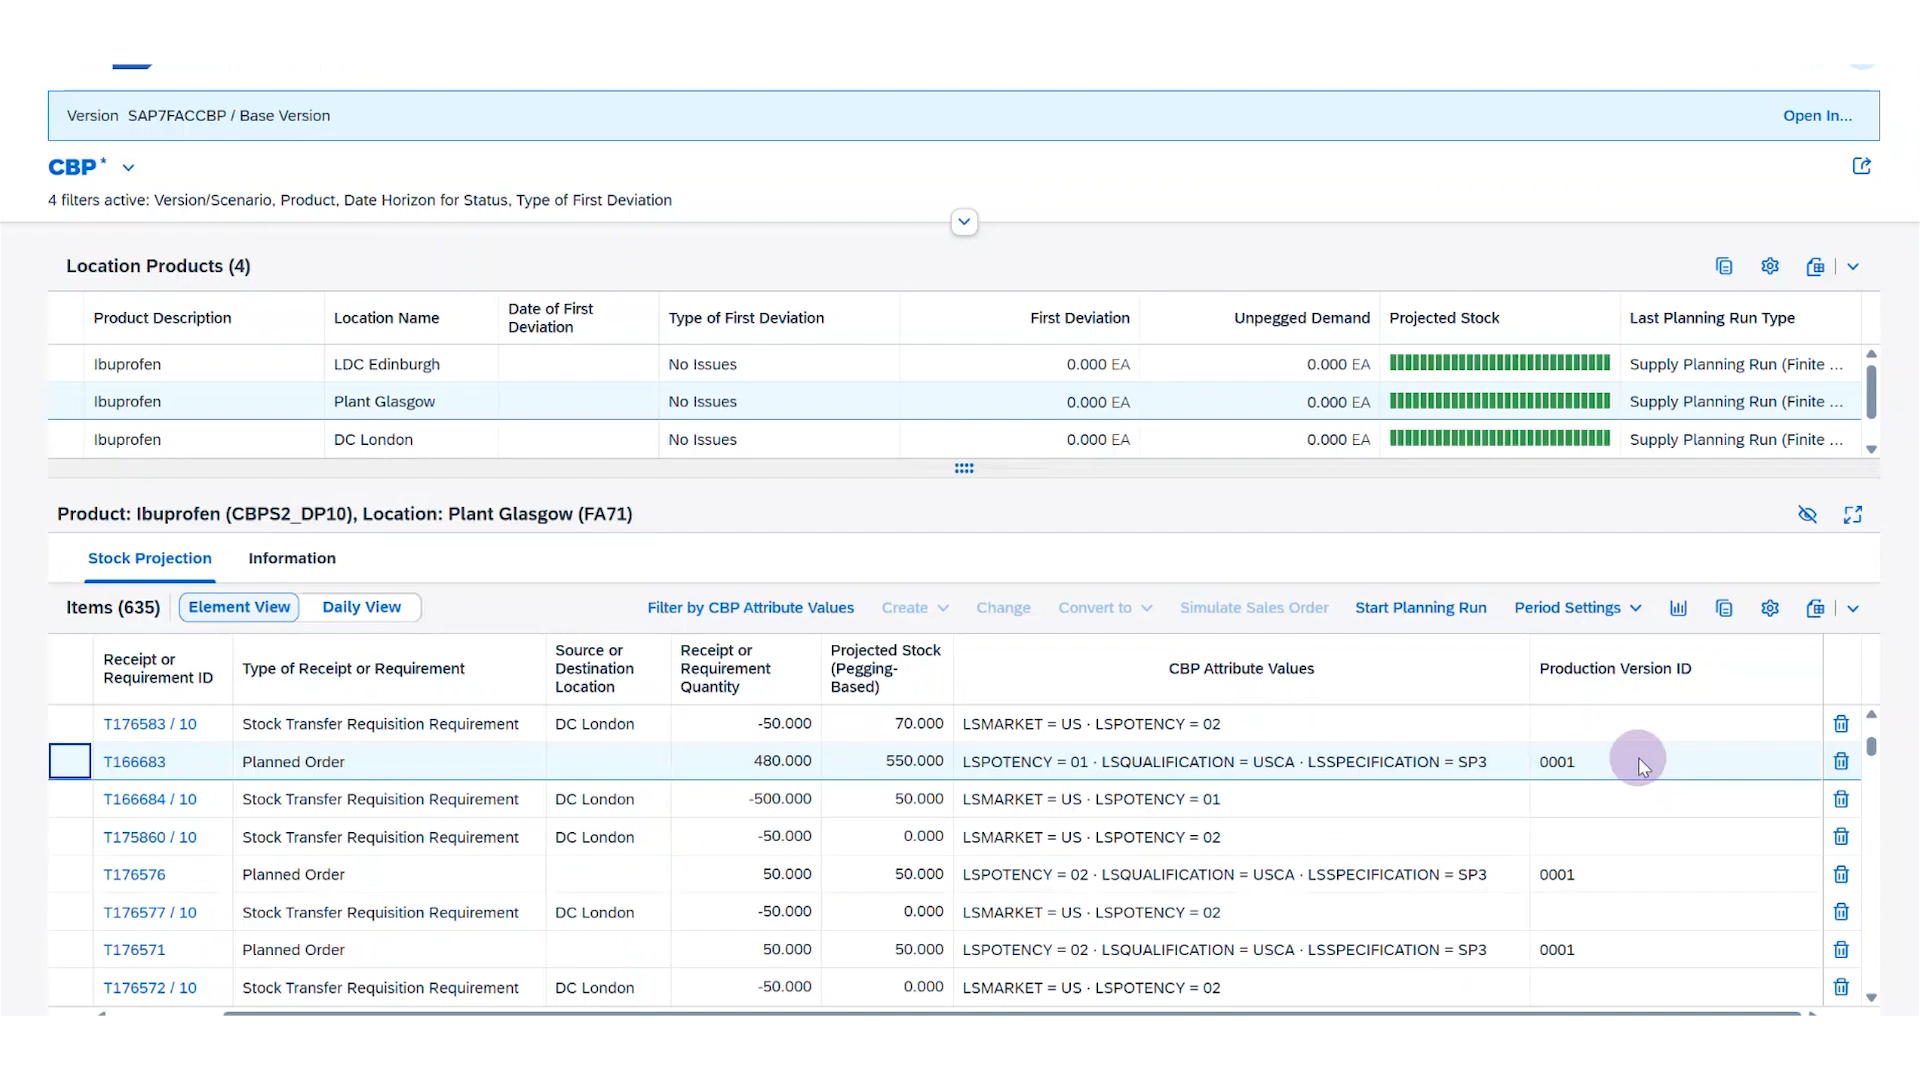 Version SAP7FACCBP / Base Version Open In...
CBP*
4 filters active: Version/Scenario, Product, Date Horizon for Status, Type of First Deviation
Location Products (4)
Product Description Location Name Date of First Deviation Type of First Deviation First Deviation Unpegged Demand Projected Stock Last Planning Run Type
Ibuprofen LDC Edinburgh No Issues 0.000 EA 0.000 EA Supply Planning Run (Finite ...
Ibuprofen Plant Glasgow No Issues 0.000 EA 0.000 EA Supply Planning Run (Finite ...
Ibuprofen DC London No Issues 0.000 EA 0.000 EA Supply Planning Run (Finite ...
Product: Ibuprofen (CBPS2_DP10), Location: Plant Glasgow (FA71)
Stock Projection Information
Items (635) Element View Daily View Filter by CBP Attribute Values Create Change Convert to Simulate Sales Order Start Planning Run Period Settings
Receipt or Requirement ID Type of Receipt or Requirement Source or Destination Location Receipt or Requirement Quantity Projected Stock (Pegging-Based) CBP Attribute Values Production Version ID
T176583 / 10 Stock Transfer Requisition Requirement DC London -50.000 70.000 LSMARKET = US · LSPOTENCY = 02
T166683 Planned Order 480.000 550.000 LSPOTENCY = 01 · LSQUALIFICATION = USCA · LSSPECIFICATION = SP3 0001
T166684 / 10 Stock Transfer Requisition Requirement DC London -500.000 50.000 LSMARKET = US · LSPOTENCY = 01
T175860 / 10 Stock Transfer Requisition Requirement DC London -50.000 0.000 LSMARKET = US · LSPOTENCY = 02
T176576 Planned Order 50.000 50.000 LSPOTENCY = 02 · LSQUALIFICATION = USCA · LSSPECIFICATION = SP3 0001
T176577 / 10 Stock Transfer Requisition Requirement DC London -50.000 0.000 LSMARKET = US · LSPOTENCY = 02
T176571 Planned Order 50.000 50.000 LSPOTENCY = 02 · LSQUALIFICATION = USCA · LSSPECIFICATION = SP3 0001
T176572 / 10 Stock Transfer Requisition Requirement DC London -50.000 0.000 LSMARKET = US · LSPOTENCY = 02